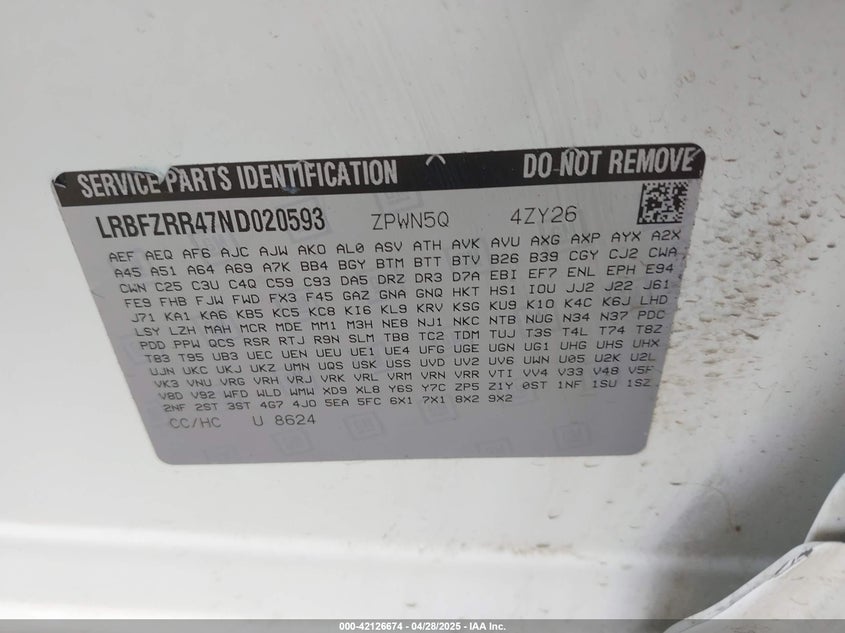 SERVICE PARTS IDENTIFICATION DO NOT REMOVE
LRBFZRR47ND020593 ZPWN5Q 4ZY26
AEF AEQ AF6 AJC AJW AKO AL0 ASV ATH AVK AVU AXG AXP AYX A2X
A45 A51 A64 A69 A7K BB4 BGY BTM BTT BTV B26 B39 CGY CJ2 CWA
CWN C25 C3U C4Q C59 C93 DA5 DRZ DR3 D7A EBI EF7 ENL EPH E94
FE9 FHB FJW FWD FX3 F45 GAZ GNA GNQ HKT HS1 IOU JJ2 J22 J61
J71 KA1 KA6 KB5 KC5 KC8 KI6 KL9 KRV KSG KU9 K10 K4C K6J LHD
LSY LZH MAH MCR MDE MM1 M3H NE8 NJ1 NKC NTB NUG N34 N37 PDC
PDD PPW QCS RSR RTJ R9N SLM TB8 TC2 TDM TUJ T3S T4L T74 T8Z
T83 T95 UB3 UEC UEN UEU UE1 UE4 UFG UGE UGN UG1 UHG UHS UHX
UJN UKC UKJ UKZ UMN UQS USK USS UVD UV2 UV6 UWN U05 U2K U2L
VK3 VNU VRG VRH VRJ VRK VRL VRM VRN VRR VTI VV4 V33 V48 V5F
V8D V92 WFD WLD WMW XD9 XL8 Y6S Y7C ZP5 Z1Y 0ST 1NF 1SU 1SZ
2NF 2ST 3ST 4G7 4J0 5EA 5FC 6X1 7X1 8X2 9X2
CC/HC U 8624
000-42126674 / 04/28/2025 - IAA Inc.